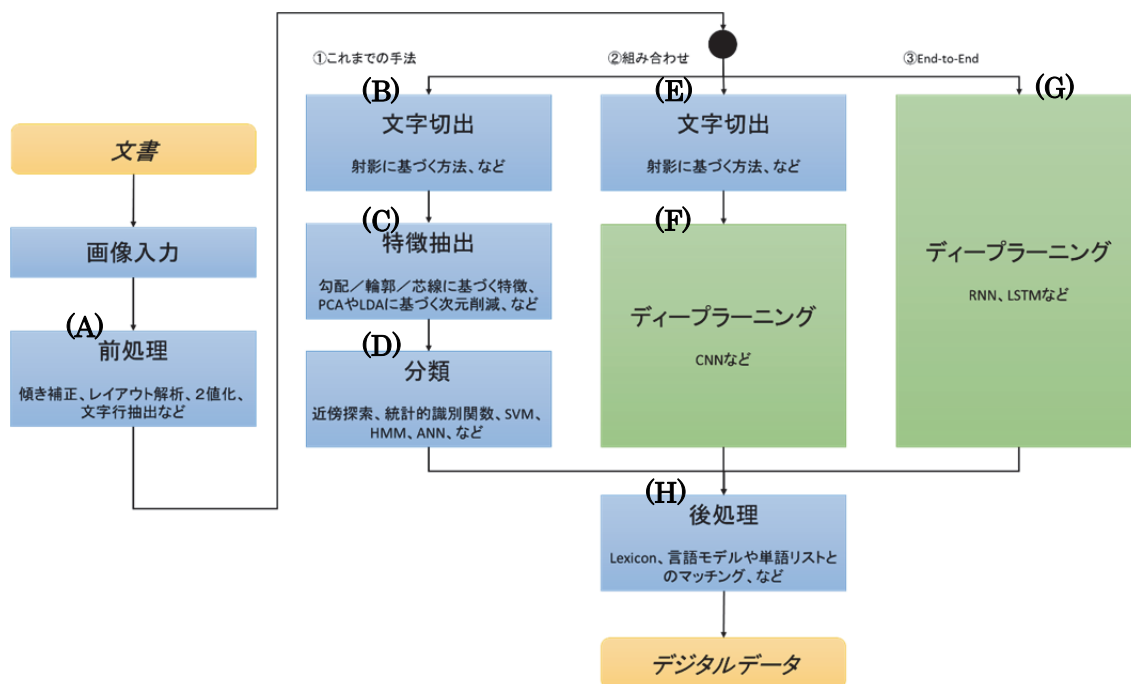 文書
画像入力
(A)
前処理
傾き補正、レイアウト解析、2値化、
文字行抽出など
①これまでの手法
(B)
文字切出
射影に基づく方法、など
(C)
特徴抽出
勾配／輪郭／芯線に基づく特徴、
PCAやLDAに基づく次元削減、など
(D)
分類
近傍探索、統計的識別関数、SVM、
HMM、ANN、など
②組み合わせ
(E)
文字切出
射影に基づく方法、など
(F)
ディープラーニング
CNNなど
③End-to-End
(G)
ディープラーニング
RNN、LSTMなど
(H)
後処理
Lexicon、言語モデルや単語リストと
のマッチング、など
デジタルデータ